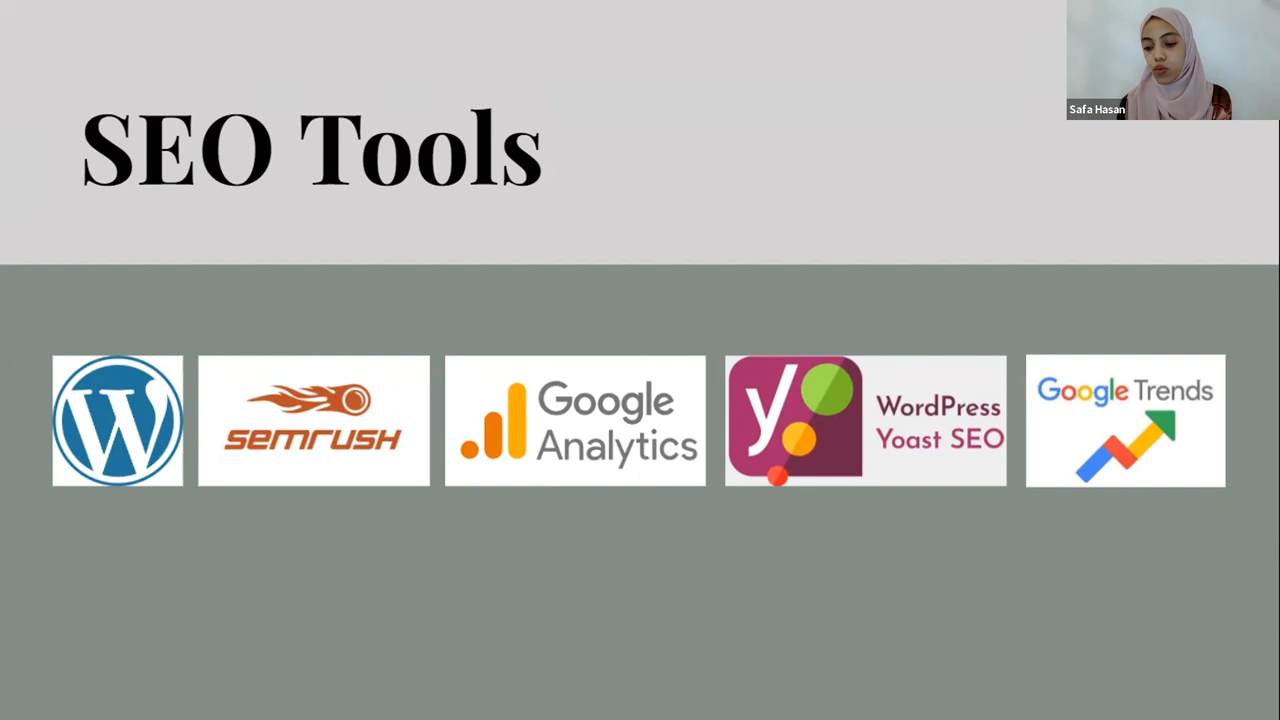 SEO Tools
Safa Hasan
W
semrush
Google
Analytics
y
WordPress
Yoast SEO
Google Trends